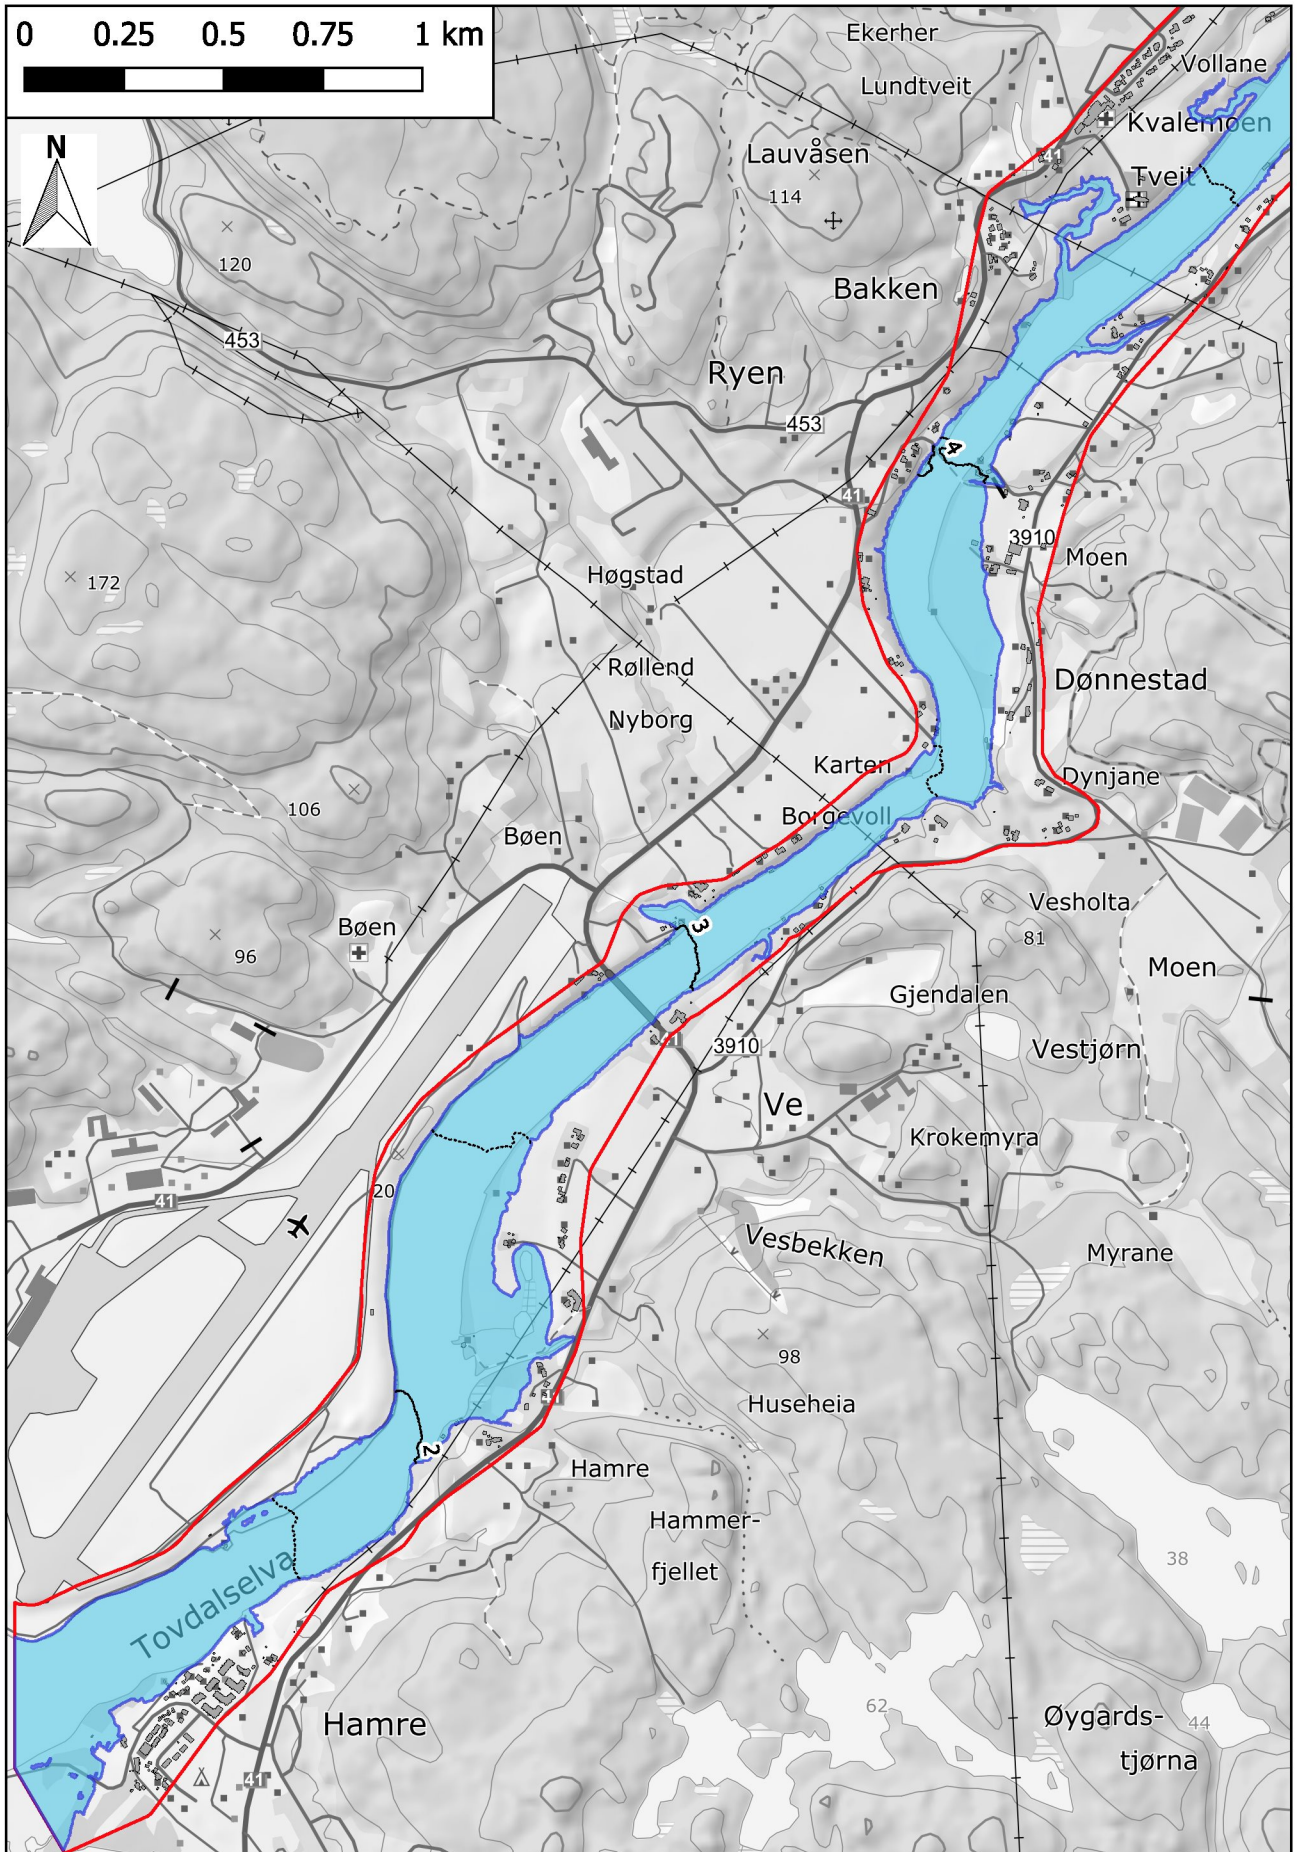 0 0.25 0.5 0.75 1 km
N
Ekerher
Vollane
Lundtveit
Kvalemoen
41
Lauvåsen
Tveit
114
120
Bakken
453
Ryen
453
41
4
3910
Moen
Høgstad
172
Røllend
Dønnestad
Nyborg
Karten
Dynjane
106
Borgevoll
Bøen
Vesholta
Bøen
3
81
96
Moen
Gjendalen
3910
Vestjørn
41
Ve
Krokemyra
20
41
Vesbekken
Myrane
98
Huseheia
41
2
Hamre
Hammer-
fjellet
38
Tovdalselva
62
Hamre
Øygards-
44
tjørna
41